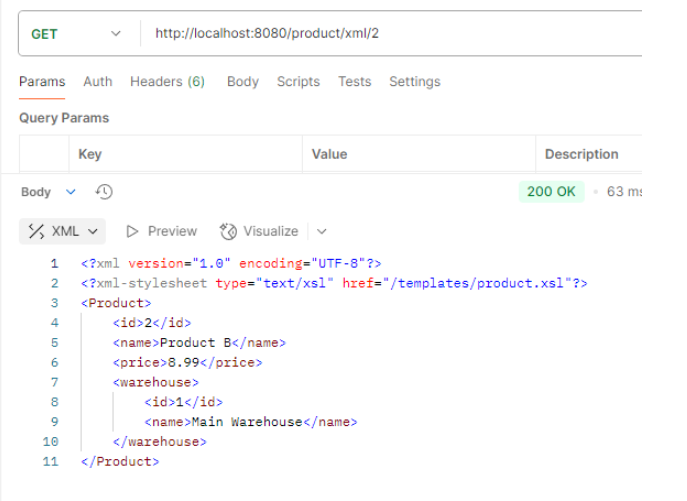 GET http://localhost:8080/product/xml/2
Params Auth Headers (6) Body Scripts Tests Settings
Query Params
Key Value Description
Body 200 OK 63 ms
XML Preview Visualize
1 <?xml version="1.0" encoding="UTF-8"?>
2 <?xml-stylesheet type="text/xsl" href="/templates/product.xsl"?>
3 <Product>
4 <id>2</id>
5 <name>Product B</name>
6 <price>8.99</price>
7 <warehouse>
8 <id>1</id>
9 <name>Main Warehouse</name>
10 </warehouse>
11 </Product>